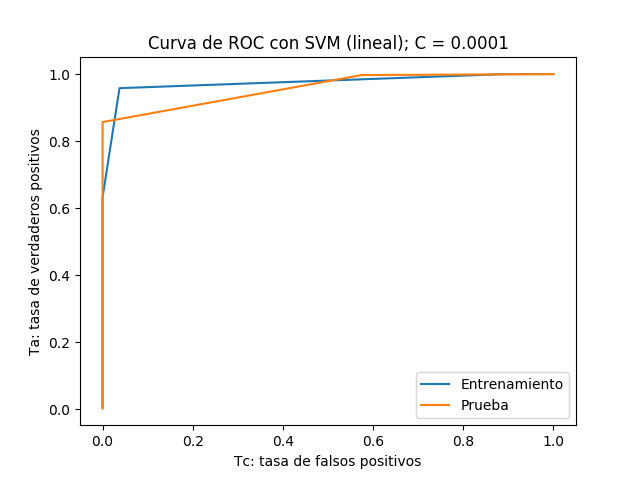 Curva de ROC con SVM (lineal); C = 0.0001
Ta: tasa de verdaderos positivos
1.0
0.8
0.6
0.4
0.2
0.0
Entrenamiento
Prueba
0.0 0.2 0.4 0.6 0.8 1.0
Tc: tasa de falsos positivos